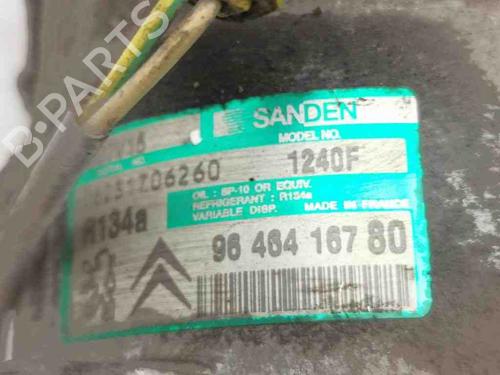 SANDEN
MODEL NO.
1240F
OIL : SP-10 OR EQUIV.
REFRIGERANT : R134a
VARIABLE DISP. MADE IN FRANCE
R134a
96 464 167 80
B-PARTS